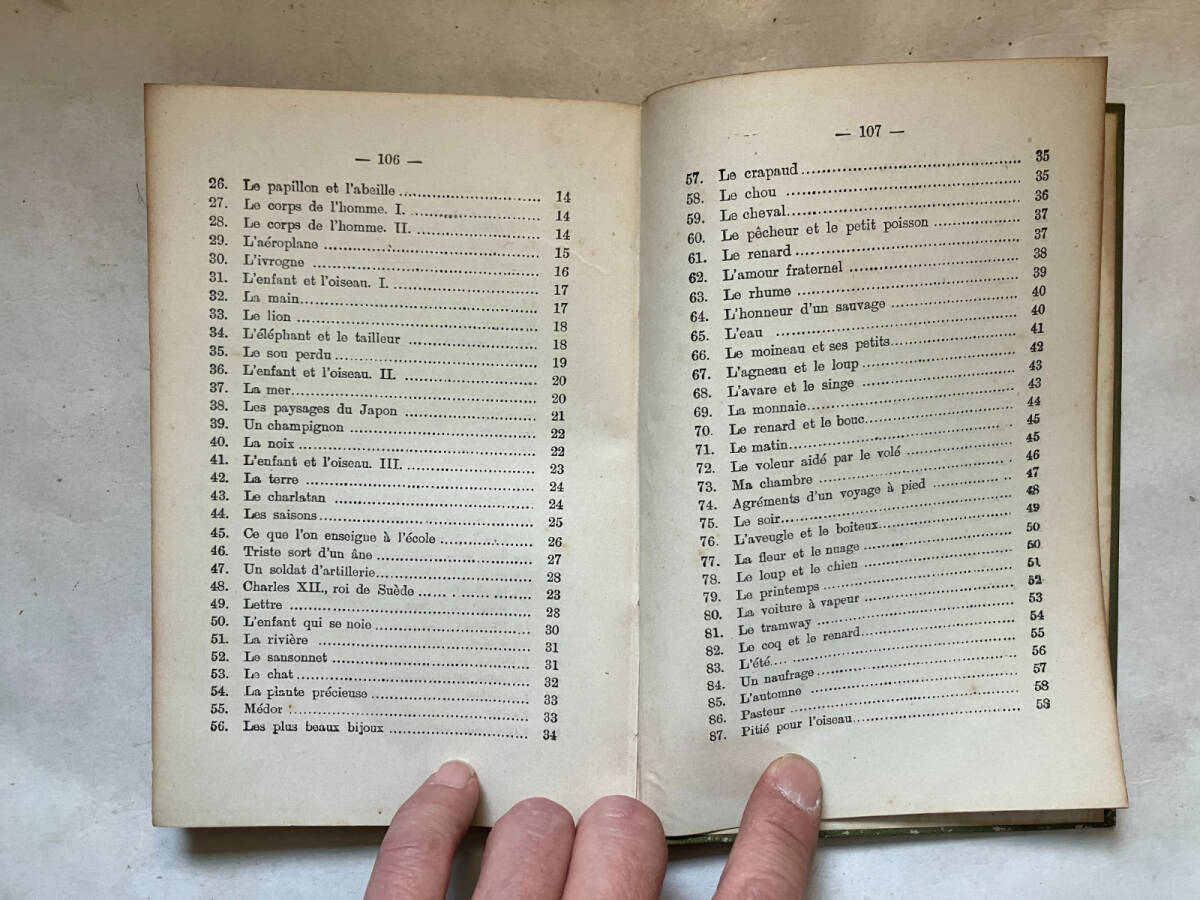 — 106 —
26. Le papillon et l'abeille ........ 14
27. Le corps de l'homme. I. ........ 14
28. Le corps de l'homme. II. ........ 14
29. L'aéroplane ........ 15
30. L'ivrogne ........ 16
31. L'enfant et l'oiseau. I. ........ 17
32. La main ........ 17
33. Le lion ........ 18
34. L'éléphant et le tailleur ........ 18
35. Le sou perdu ........ 19
36. L'enfant et l'oiseau. II. ........ 20
37. La mer ........ 20
38. Les paysages du Japon ........ 21
39. Un champignon ........ 22
40. La noix ........ 22
41. L'enfant et l'oiseau. III. ........ 23
42. La terre ........ 24
43. Le charlatan ........ 24
44. Les saisons ........ 25
45. Ce que l'on enseigne à l'école ........ 26
46. Triste sort d'un âne ........ 27
47. Un soldat d'artillerie ........ 28
48. Charles XII., roi de Suède ........ 23
49. Lettre ........ 23
50. L'enfant qui se noie ........ 30
51. La rivière ........ 31
52. Le sansonnet ........ 31
53. Le chat ........ 32
54. La plante précieuse ........ 33
55. Médor ........ 33
56. Les plus beaux bijoux ........ 34
— 107 —
57. Le crapaud ........ 35
58. Le chou ........ 35
59. Le cheval ........ 36
60. Le pêcheur et le petit poisson ........ 37
61. Le renard ........ 37
62. L'amour fraternel ........ 38
63. Le rhume ........ 39
64. L'honneur d'un sauvage ........ 40
65. L'eau ........ 40
66. Le moineau et ses petits ........ 41
67. L'agneau et le loup ........ 42
68. L'avare et le singe ........ 43
69. La monnaie ........ 43
70. Le renard et le bouc ........ 44
71. Le matin ........ 45
72. Le voleur aidé par le volé ........ 45
73. Ma chambre ........ 46
74. Agréments d'un voyage à pied ........ 47
75. Le soir ........ 48
76. L'aveugle et le boiteux ........ 49
77. La fleur et le nuage ........ 50
78. Le loup et le chien ........ 50
79. Le printemps ........ 51
80. La voiture à vapeur ........ 52
81. Le tramway ........ 53
82. Le coq et le renard ........ 54
83. L'été ........ 55
84. Un naufrage ........ 56
85. L'automne ........ 57
86. Pasteur ........ 58
87. Pitié pour l'oiseau ........ 58